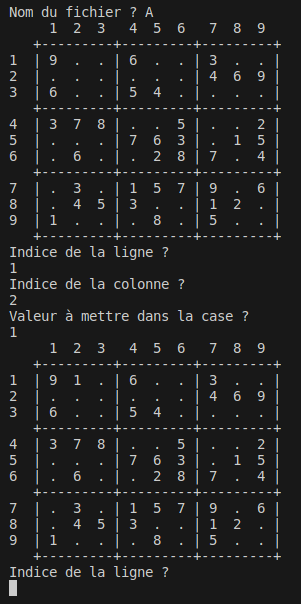 Nom du fichier ? A
     1  2  3   4  5  6   7  8  9
   +---------+---------+---------+
1  | 9  .  . | 6  .  . | 3  .  . |
2  | .  .  . | .  .  . | 4  6  9 |
3  | 6  .  . | 5  4  . | .  .  . |
   +---------+---------+---------+
4  | 3  7  8 | .  .  5 | .  .  2 |
5  | .  .  . | 7  6  3 | .  1  5 |
6  | .  6  . | .  2  8 | 7  .  4 |
   +---------+---------+---------+
7  | .  3  . | 1  5  7 | 9  .  6 |
8  | .  4  5 | 3  .  . | 1  2  . |
9  | 1  .  . | .  8  . | 5  .  . |
   +---------+---------+---------+
Indice de la ligne ?
1
Indice de la colonne ?
2
Valeur à mettre dans la case ?
1
     1  2  3   4  5  6   7  8  9
   +---------+---------+---------+
1  | 9  1  . | 6  .  . | 3  .  . |
2  | .  .  . | .  .  . | 4  6  9 |
3  | 6  .  . | 5  4  . | .  .  . |
   +---------+---------+---------+
4  | 3  7  8 | .  .  5 | .  .  2 |
5  | .  .  . | 7  6  3 | .  1  5 |
6  | .  6  . | .  2  8 | 7  .  4 |
   +---------+---------+---------+
7  | .  3  . | 1  5  7 | 9  .  6 |
8  | .  4  5 | 3  .  . | 1  2  . |
9  | 1  .  . | .  8  . | 5  .  . |
   +---------+---------+---------+
Indice de la ligne ?